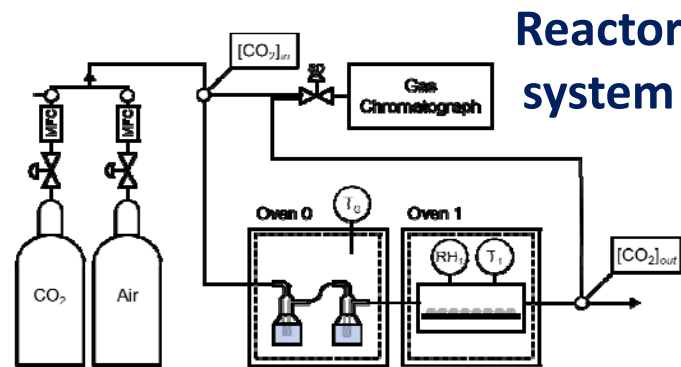 Reactor
system
[CO₂]in
Gas
Chromatograph
MFC
MFC
T₀
Oven 0
Oven 1
RH₁
T₁
[CO₂]out
CO₂
Air